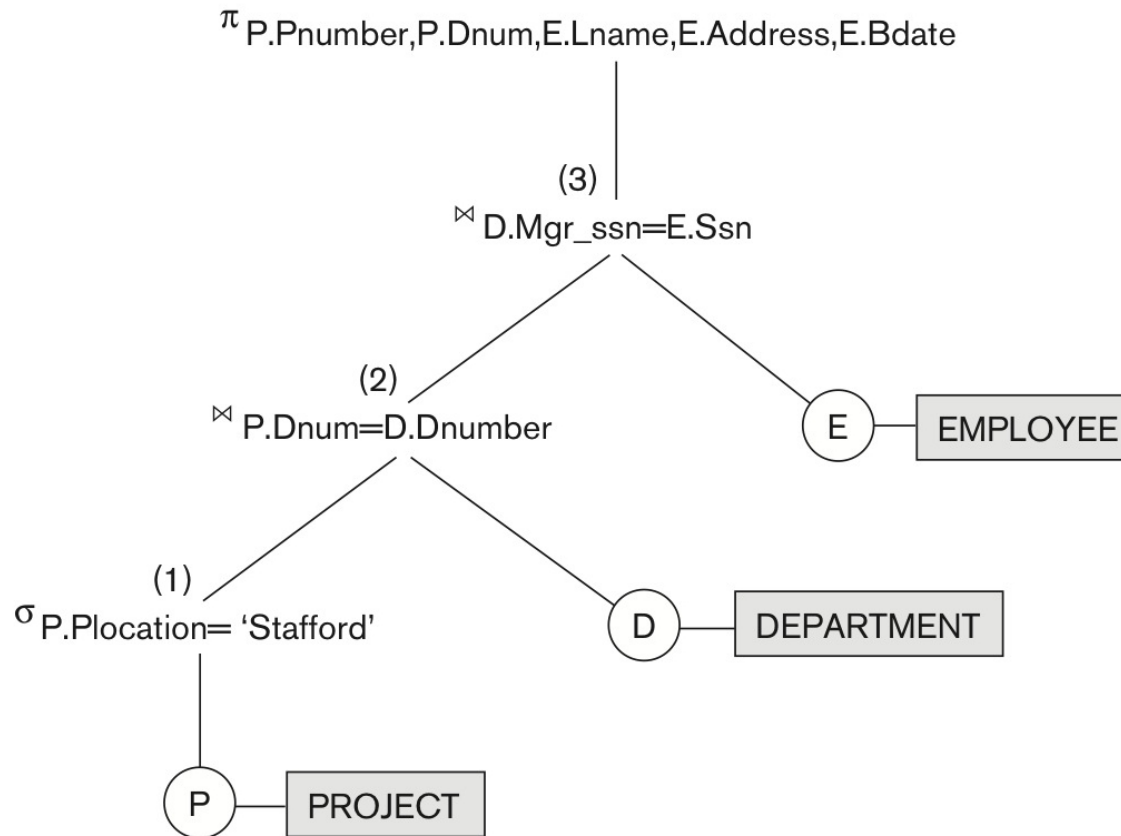 π P.Pnumber,P.Dnum,E.Lname,E.Address,E.Bdate
(3)
⋈ D.Mgr_ssn=E.Ssn
(2)
⋈ P.Dnum=D.Dnumber
E
EMPLOYEE
(1)
σ P.Plocation= ‘Stafford’
D
DEPARTMENT
P
PROJECT